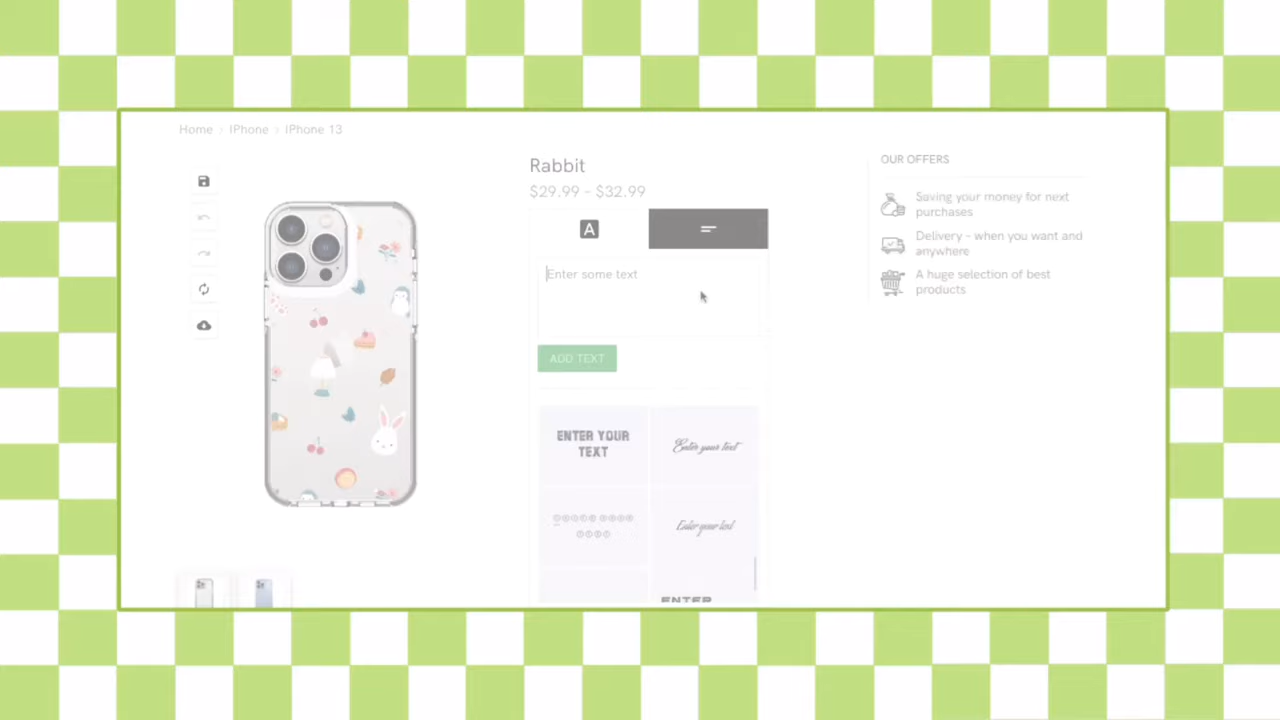 Home › IPhone › IPhone 13
Rabbit
$29.99 – $32.99
A
Enter some text
ADD TEXT
ENTER YOUR
TEXT
Enter your text
Enter your text
ENTER
OUR OFFERS
Saving your money for next
purchases
Delivery – when you want and
anywhere
A huge selection of best
products